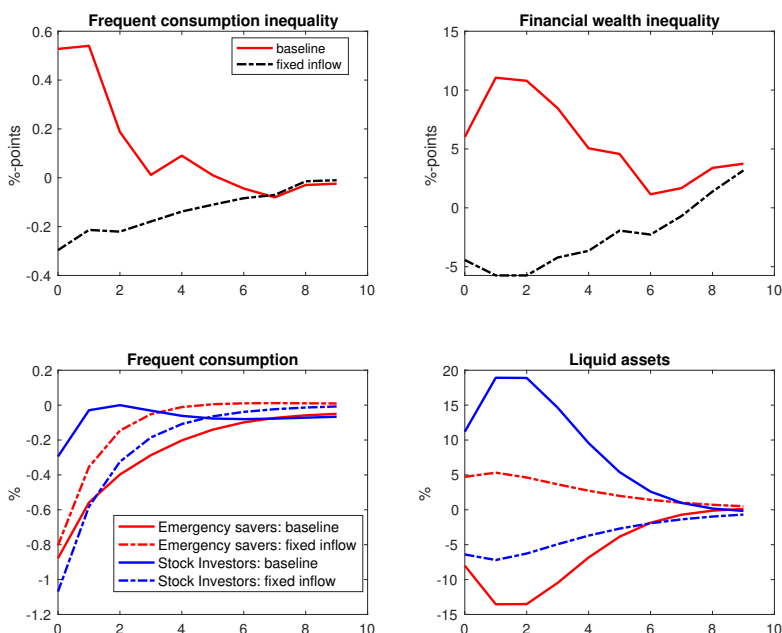 Frequent consumption inequality
0.6
0.4
0.2
0
-0.2
-0.4
%-points
0 2 4 6 8 10
baseline
fixed inflow
Financial wealth inequality
15
10
5
0
-5
%-points
0 2 4 6 8 10
Frequent consumption
0.2
0
-0.2
-0.4
-0.6
-0.8
-1
-1.2
%
0 2 4 6 8 10
Emergency savers: baseline
Emergency savers: fixed inflow
Stock Investors: baseline
Stock Investors: fixed inflow
Liquid assets
20
15
10
5
0
-5
-10
-15
%
0 2 4 6 8 10